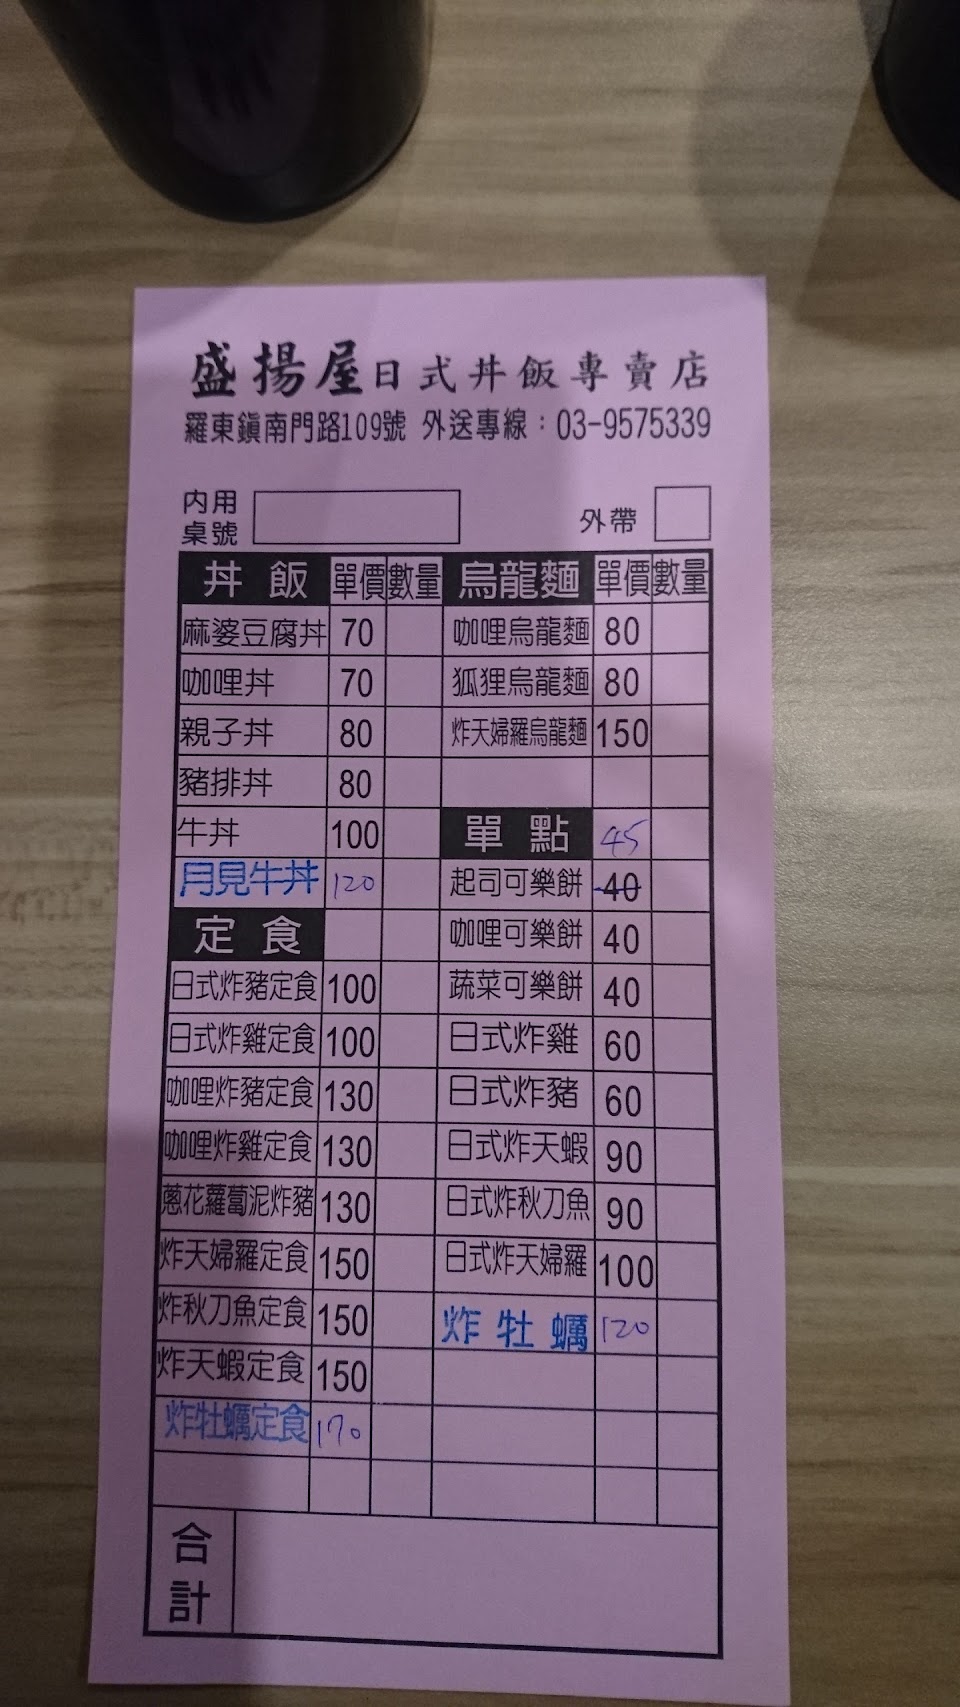 盛揚屋日式丼飯專賣店
羅東鎮南門路109號 外送專線：03-9575339
內用桌號 外帶
丼飯 單價 數量 烏龍麵 單價 數量
麻婆豆腐丼 70 咖哩烏龍麵 80
咖哩丼 70 狐狸烏龍麵 80
親子丼 80 炸天婦羅烏龍麵 150
豬排丼 80
牛丼 100 單點 45
月見牛丼 120 起司可樂餅 40
定食 咖哩可樂餅 40
日式炸豬定食 100 蔬菜可樂餅 40
日式炸雞定食 100 日式炸雞 60
咖哩炸豬定食 130 日式炸豬 60
咖哩炸雞定食 130 日式炸天蝦 90
蔥花蘿蔔泥炸豬 130 日式炸秋刀魚 90
炸天婦羅定食 150 日式炸天婦羅 100
炸秋刀魚定食 150 炸牡蠣 120
炸天蝦定食 150
炸牡蠣定食 170
合計